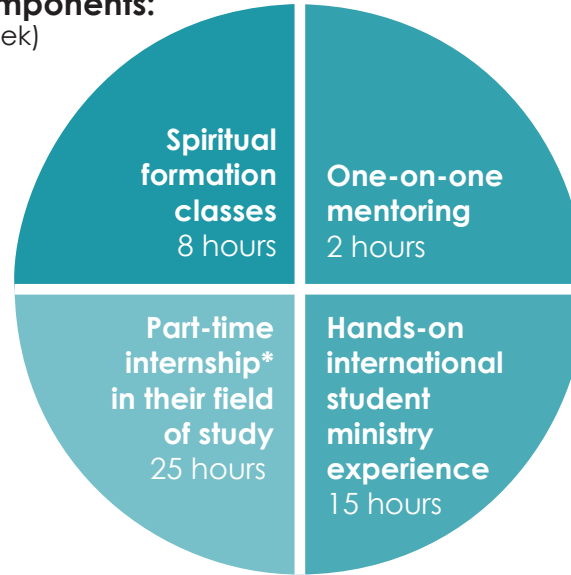 mponents:
ek)
Spiritual
formation
classes
8 hours
One-on-one
mentoring
2 hours
Part-time
internship*
in their field
of study
25 hours
Hands-on
international
student
ministry
experience
15 hours